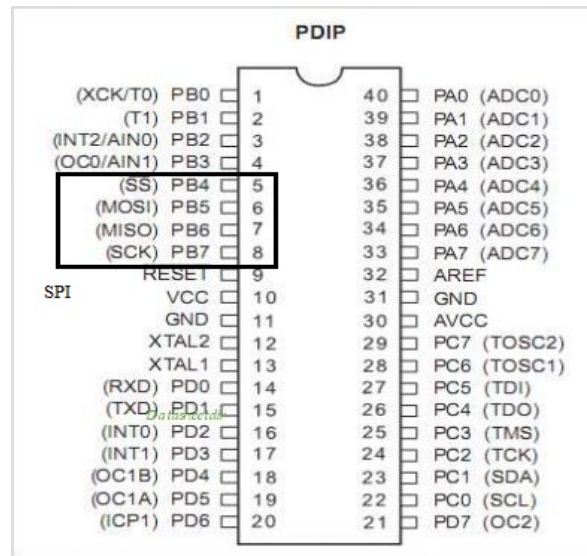 PDIP
(XCK/T0) PB0 1 40 PA0 (ADC0)
(T1) PB1 2 39 PA1 (ADC1)
(INT2/AIN0) PB2 3 38 PA2 (ADC2)
(OC0/AIN1) PB3 4 37 PA3 (ADC3)
(SS) PB4 5 36 PA4 (ADC4)
(MOSI) PB5 6 35 PA5 (ADC5)
(MISO) PB6 7 34 PA6 (ADC6)
(SCK) PB7 8 33 PA7 (ADC7)
RESET 9 32 AREF
SPI
VCC 10 31 GND
GND 11 30 AVCC
XTAL2 12 29 PC7 (TOSC2)
XTAL1 13 28 PC6 (TOSC1)
(RXD) PD0 14 27 PC5 (TDI)
(TXD) PD1 15 26 PC4 (TDO)
(INT0) PD2 16 25 PC3 (TMS)
(INT1) PD3 17 24 PC2 (TCK)
(OC1B) PD4 18 23 PC1 (SDA)
(OC1A) PD5 19 22 PC0 (SCL)
(ICP1) PD6 20 21 PD7 (OC2)